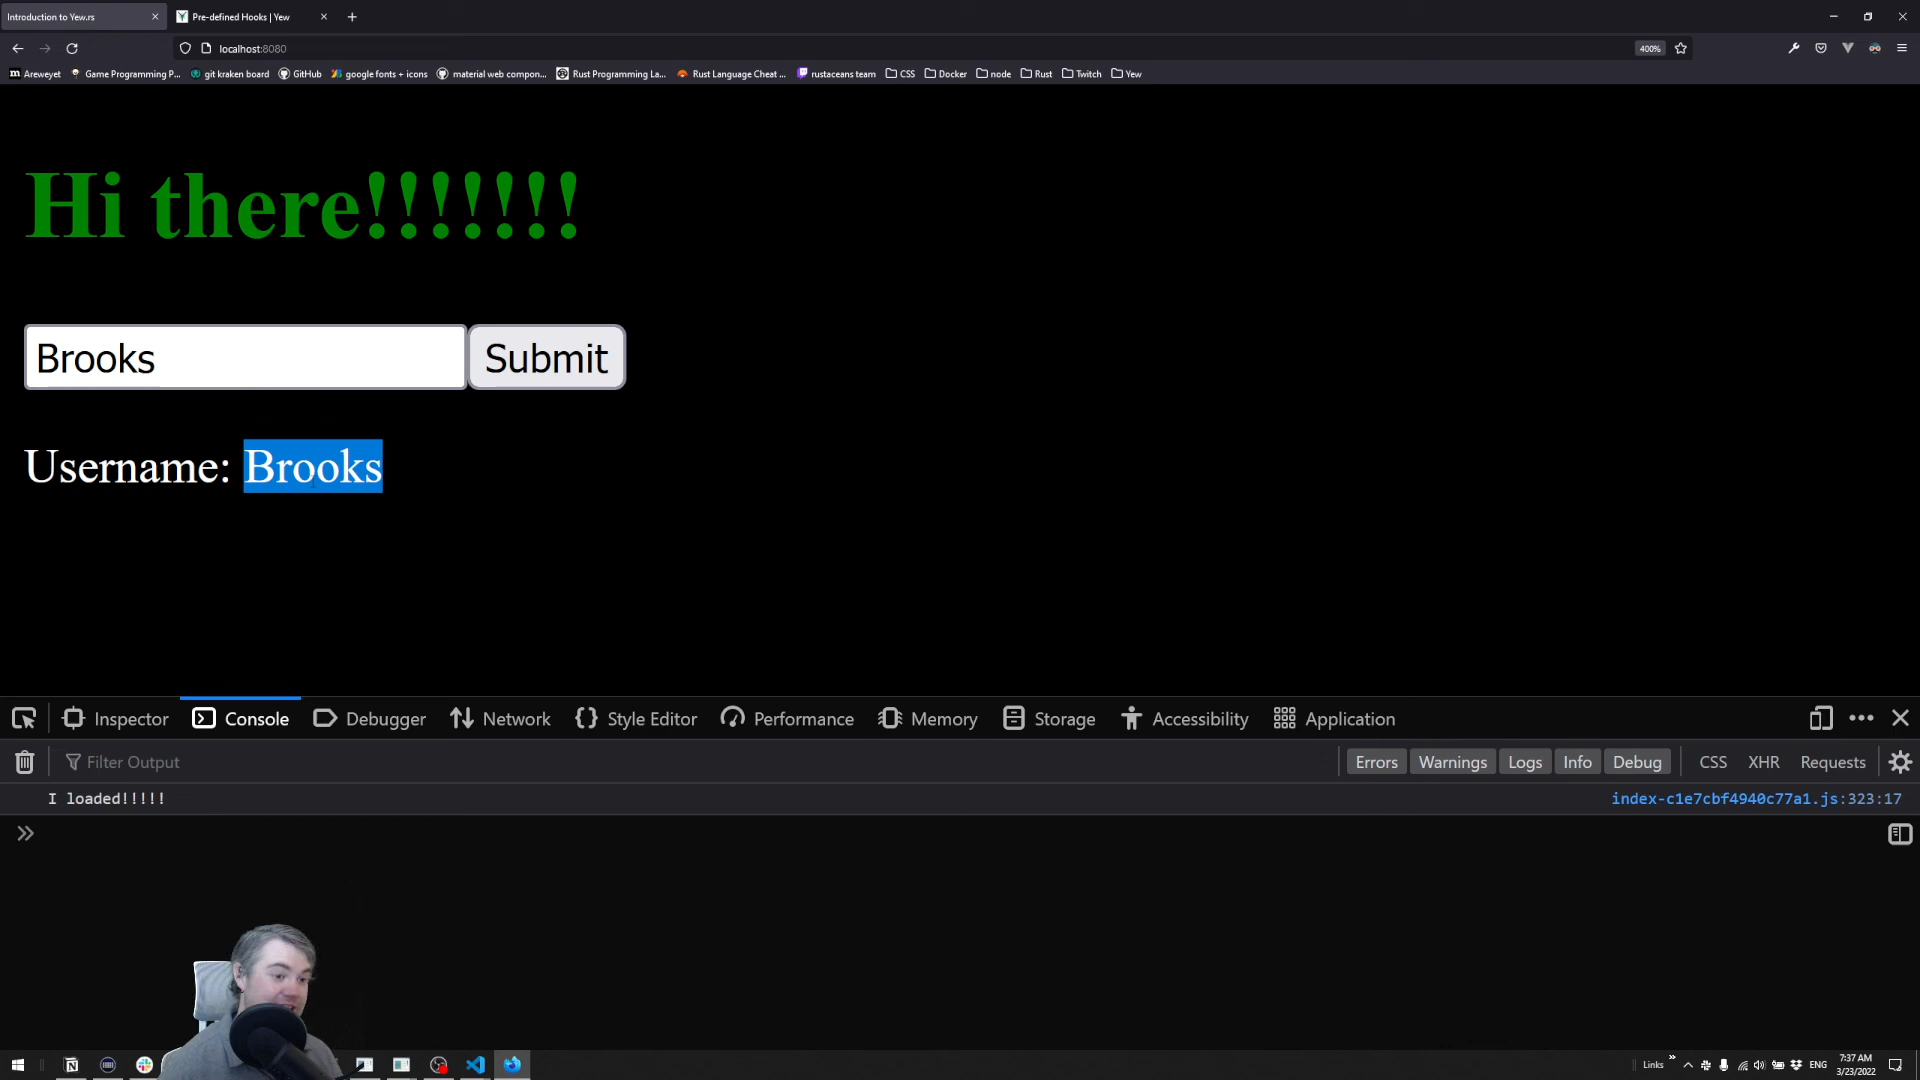 Introduction to Yew.rs
Pre-defined Hooks | Yew
localhost:8080
400%
Areweyet
Game Programming P...
git kraken board
GitHub
google fonts + icons
material web compon...
Rust Programming La...
Rust Language Cheat ...
rustaceans team
CSS
Docker
node
Rust
Twitch
Yew
Hi there!!!!!!!
Brooks
Submit
Username: Brooks
Inspector
Console
Debugger
Network
Style Editor
Performance
Memory
Storage
Accessibility
Application
Filter Output
Errors
Warnings
Logs
Info
Debug
CSS
XHR
Requests
I loaded!!!!!
index-c1e7cbf4940c77a1.js:323:17
Links
ENG
7:37 AM
3/23/2022